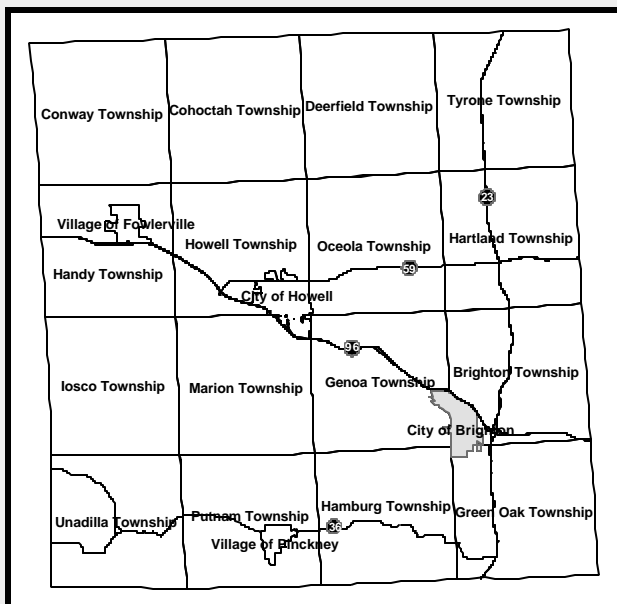 Conway Township
Cohoctah Township
Deerfield Township
Tyrone Township
23
Village of Fowlerville
Howell Township
Oceola Township
Hartland Township
Handy Township
59
City of Howell
96
Iosco Township
Marion Township
Genoa Township
Brighton Township
City of Brighton
Unadilla Township
Putnam Township
Hamburg Township
Green Oak Township
36
Village of Pinckney